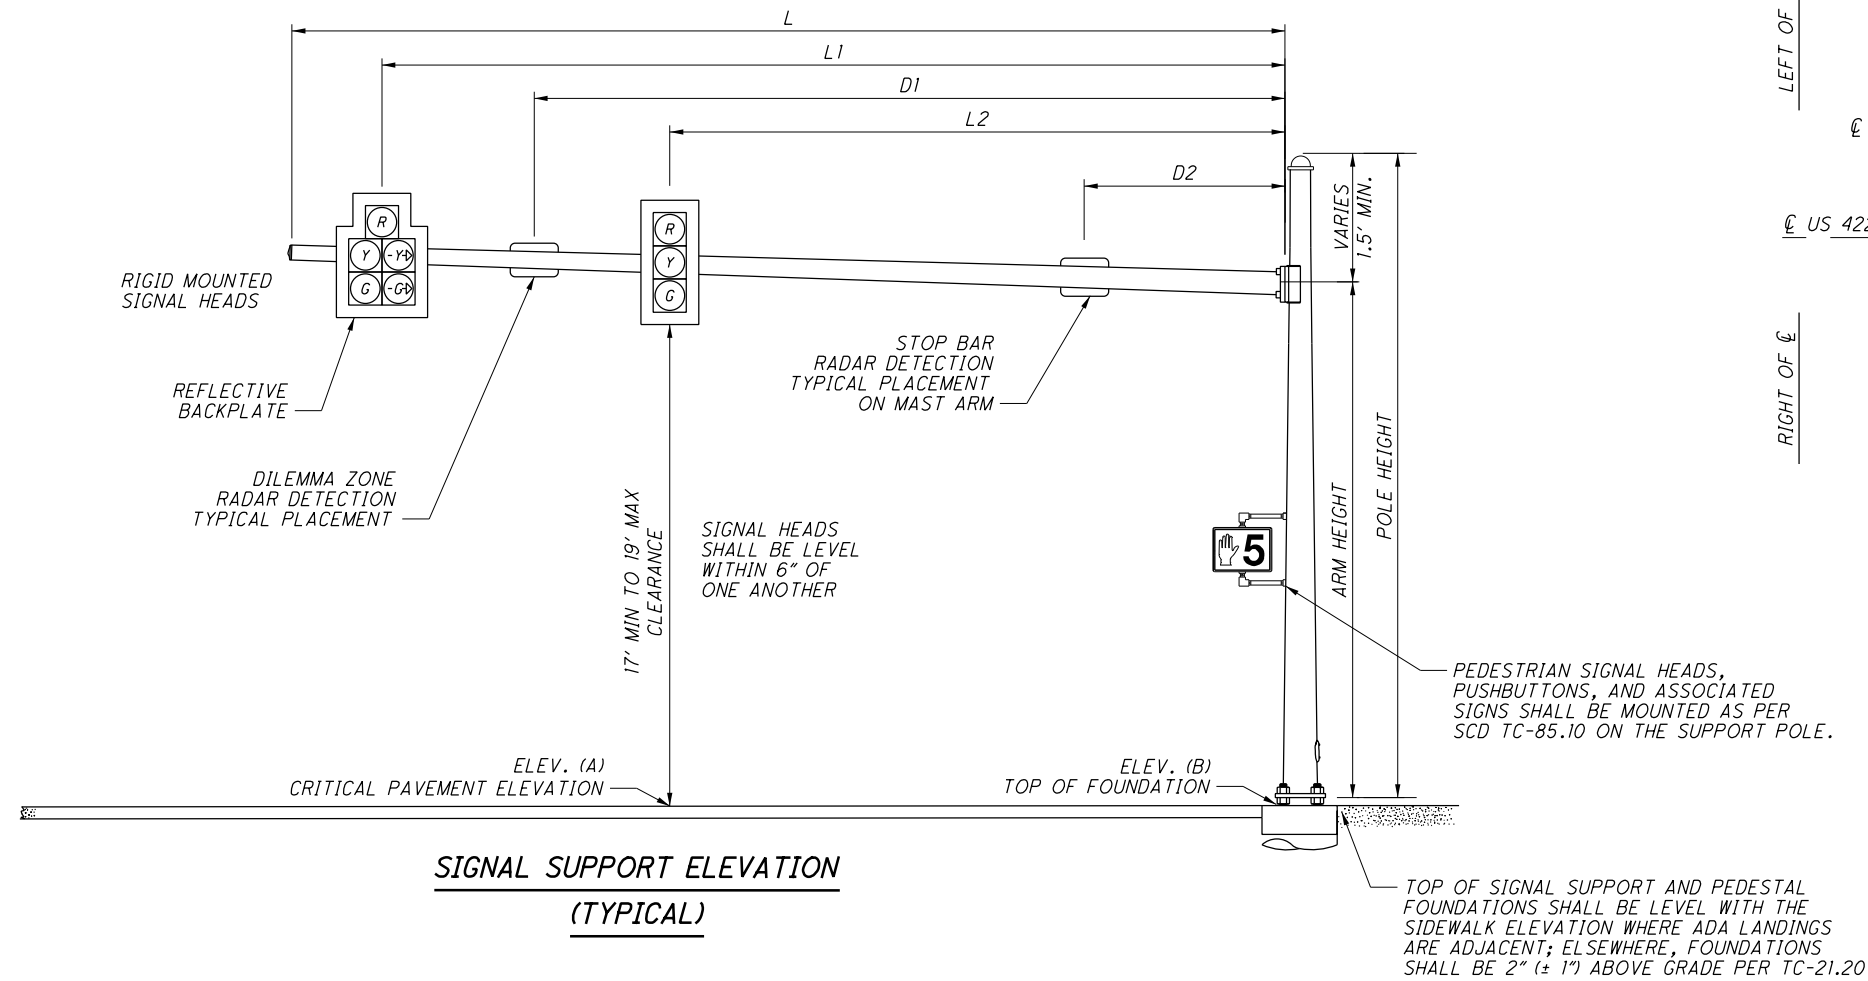 L
L1
D1
L2
D2
VARIES
1.5' MIN.
LEFT OF
℄
℄ US 422
RIGHT OF ℄
R
Y
-Y-
G
-G-
R
Y
G
RIGID MOUNTED
SIGNAL HEADS
REFLECTIVE
BACKPLATE
DILEMMA ZONE
RADAR DETECTION
TYPICAL PLACEMENT
STOP BAR
RADAR DETECTION
TYPICAL PLACEMENT
ON MAST ARM
17' MIN TO 19' MAX
CLEARANCE
SIGNAL HEADS
SHALL BE LEVEL
WITHIN 6" OF
ONE ANOTHER
5
ARM HEIGHT
POLE HEIGHT
PEDESTRIAN SIGNAL HEADS,
PUSHBUTTONS, AND ASSOCIATED
SIGNS SHALL BE MOUNTED AS PER
SCD TC-85.10 ON THE SUPPORT POLE.
ELEV. (A)
CRITICAL PAVEMENT ELEVATION
ELEV. (B)
TOP OF FOUNDATION
SIGNAL SUPPORT ELEVATION
(TYPICAL)
TOP OF SIGNAL SUPPORT AND PEDESTAL
FOUNDATIONS SHALL BE LEVEL WITH THE
SIDEWALK ELEVATION WHERE ADA LANDINGS
ARE ADJACENT; ELSEWHERE, FOUNDATIONS
SHALL BE 2" (± 1") ABOVE GRADE PER TC-21.20